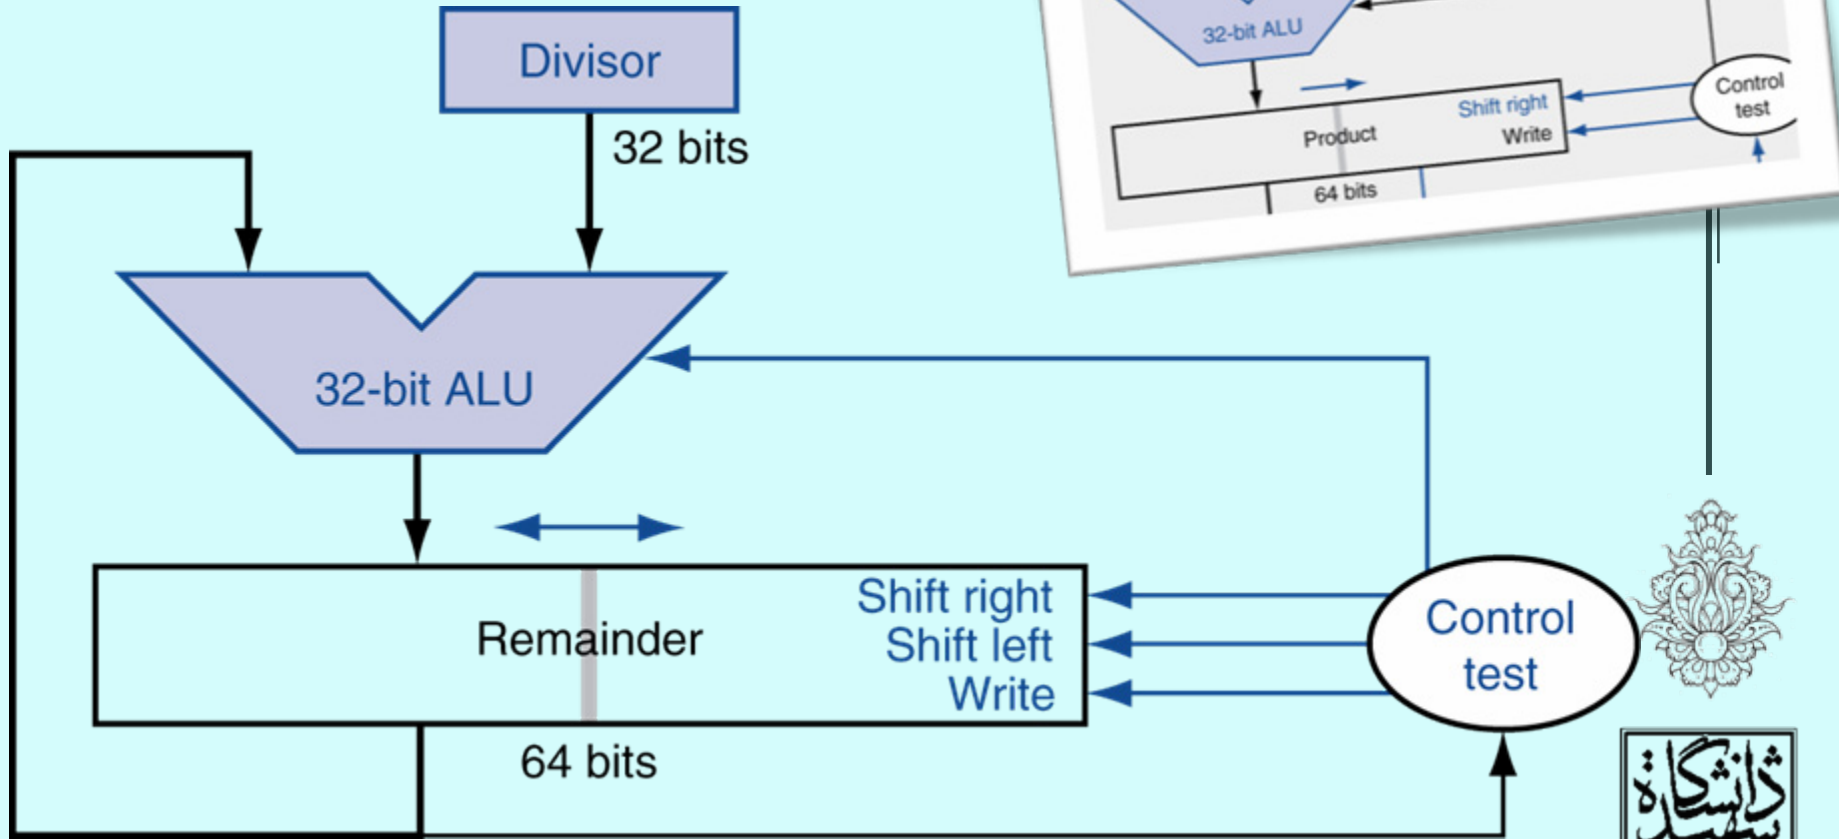 Divisor
32 bits
32-bit ALU
Remainder
Shift right
Shift left
Write
64 bits
Control
test
32-bit ALU
Product
Shift right
Write
64 bits
Control
test
دانشگاه